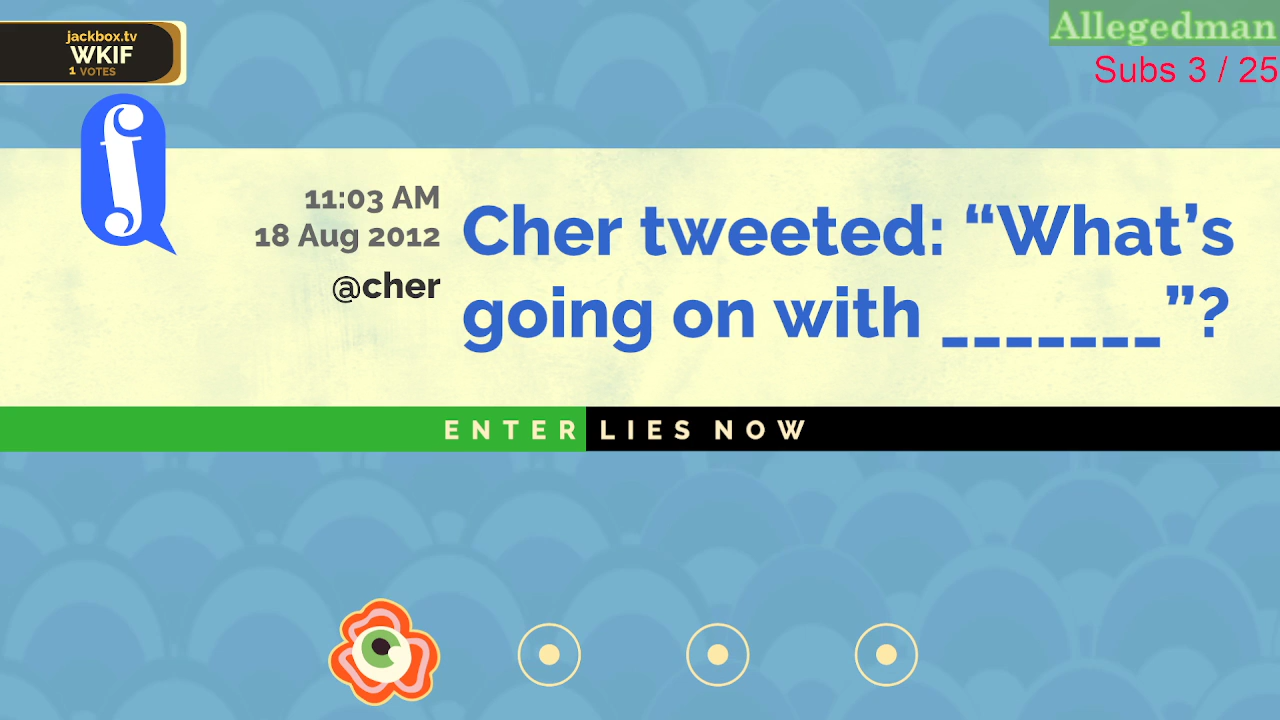 jackbox.tv
WKIF
1 VOTES
Allegedman
Subs 3 / 25
f
11:03 AM
18 Aug 2012
@cher
Cher tweeted: “What’s
going on with _______”?
ENTER LIES NOW